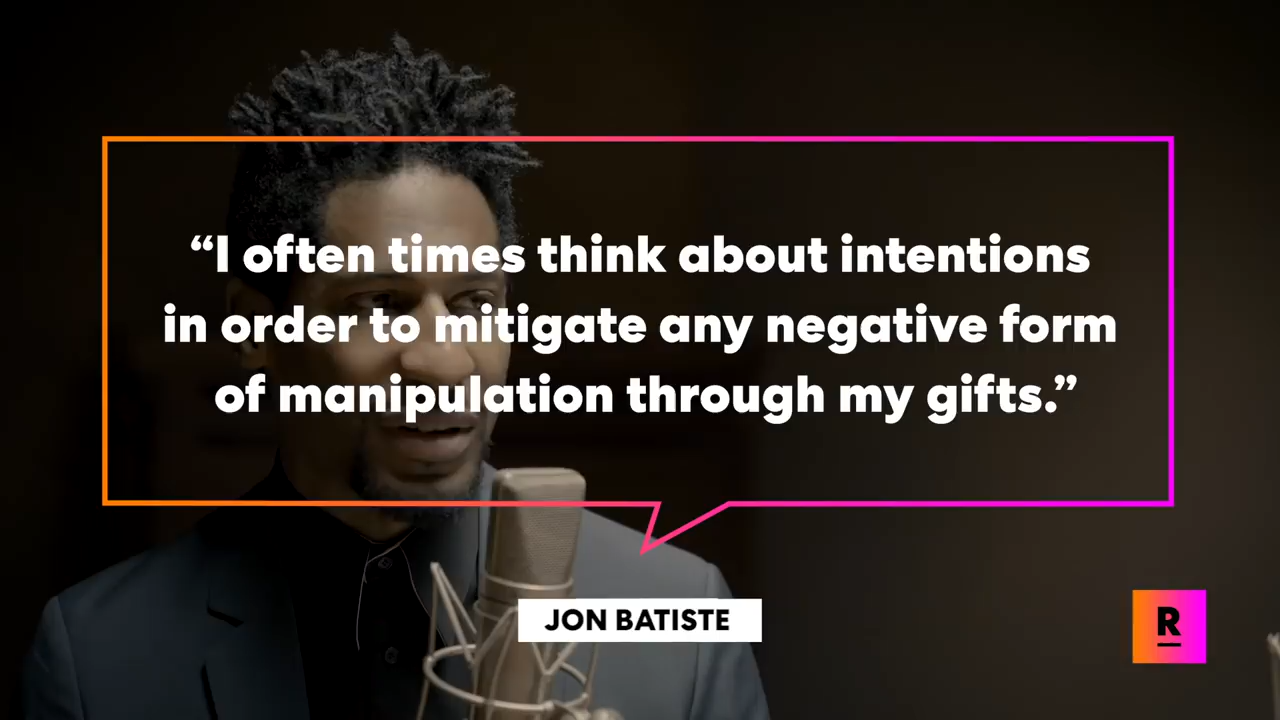 “I often times think about intentions
in order to mitigate any negative form
of manipulation through my gifts.”
JON BATISTE
R